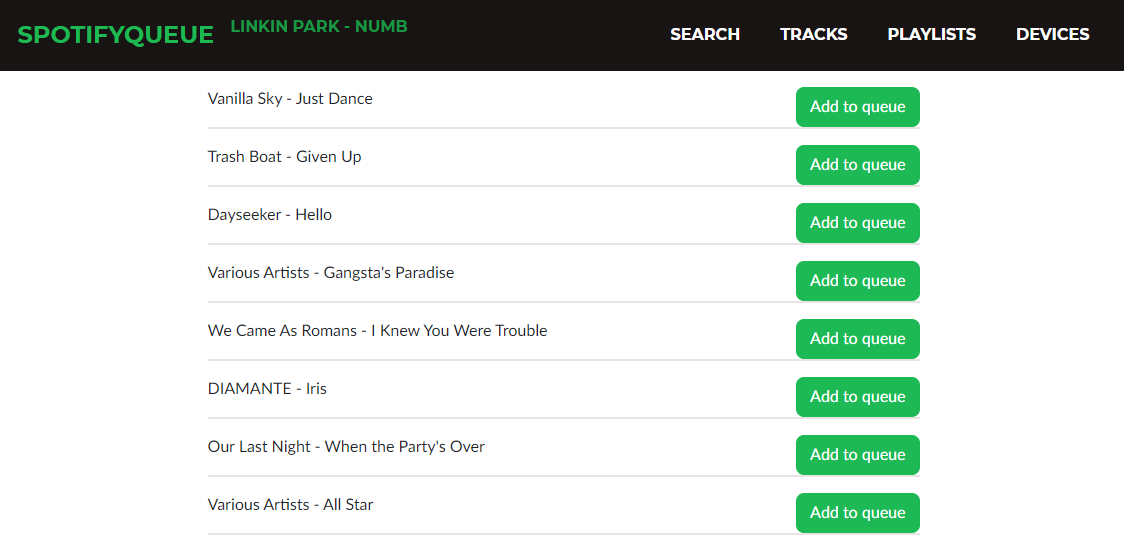 SPOTIFYQUEUE LINKIN PARK - NUMB SEARCH TRACKS PLAYLISTS DEVICES
Vanilla Sky - Just Dance Add to queue
Trash Boat - Given Up Add to queue
Dayseeker - Hello Add to queue
Various Artists - Gangsta's Paradise Add to queue
We Came As Romans - I Knew You Were Trouble Add to queue
DIAMANTE - Iris Add to queue
Our Last Night - When the Party's Over Add to queue
Various Artists - All Star Add to queue